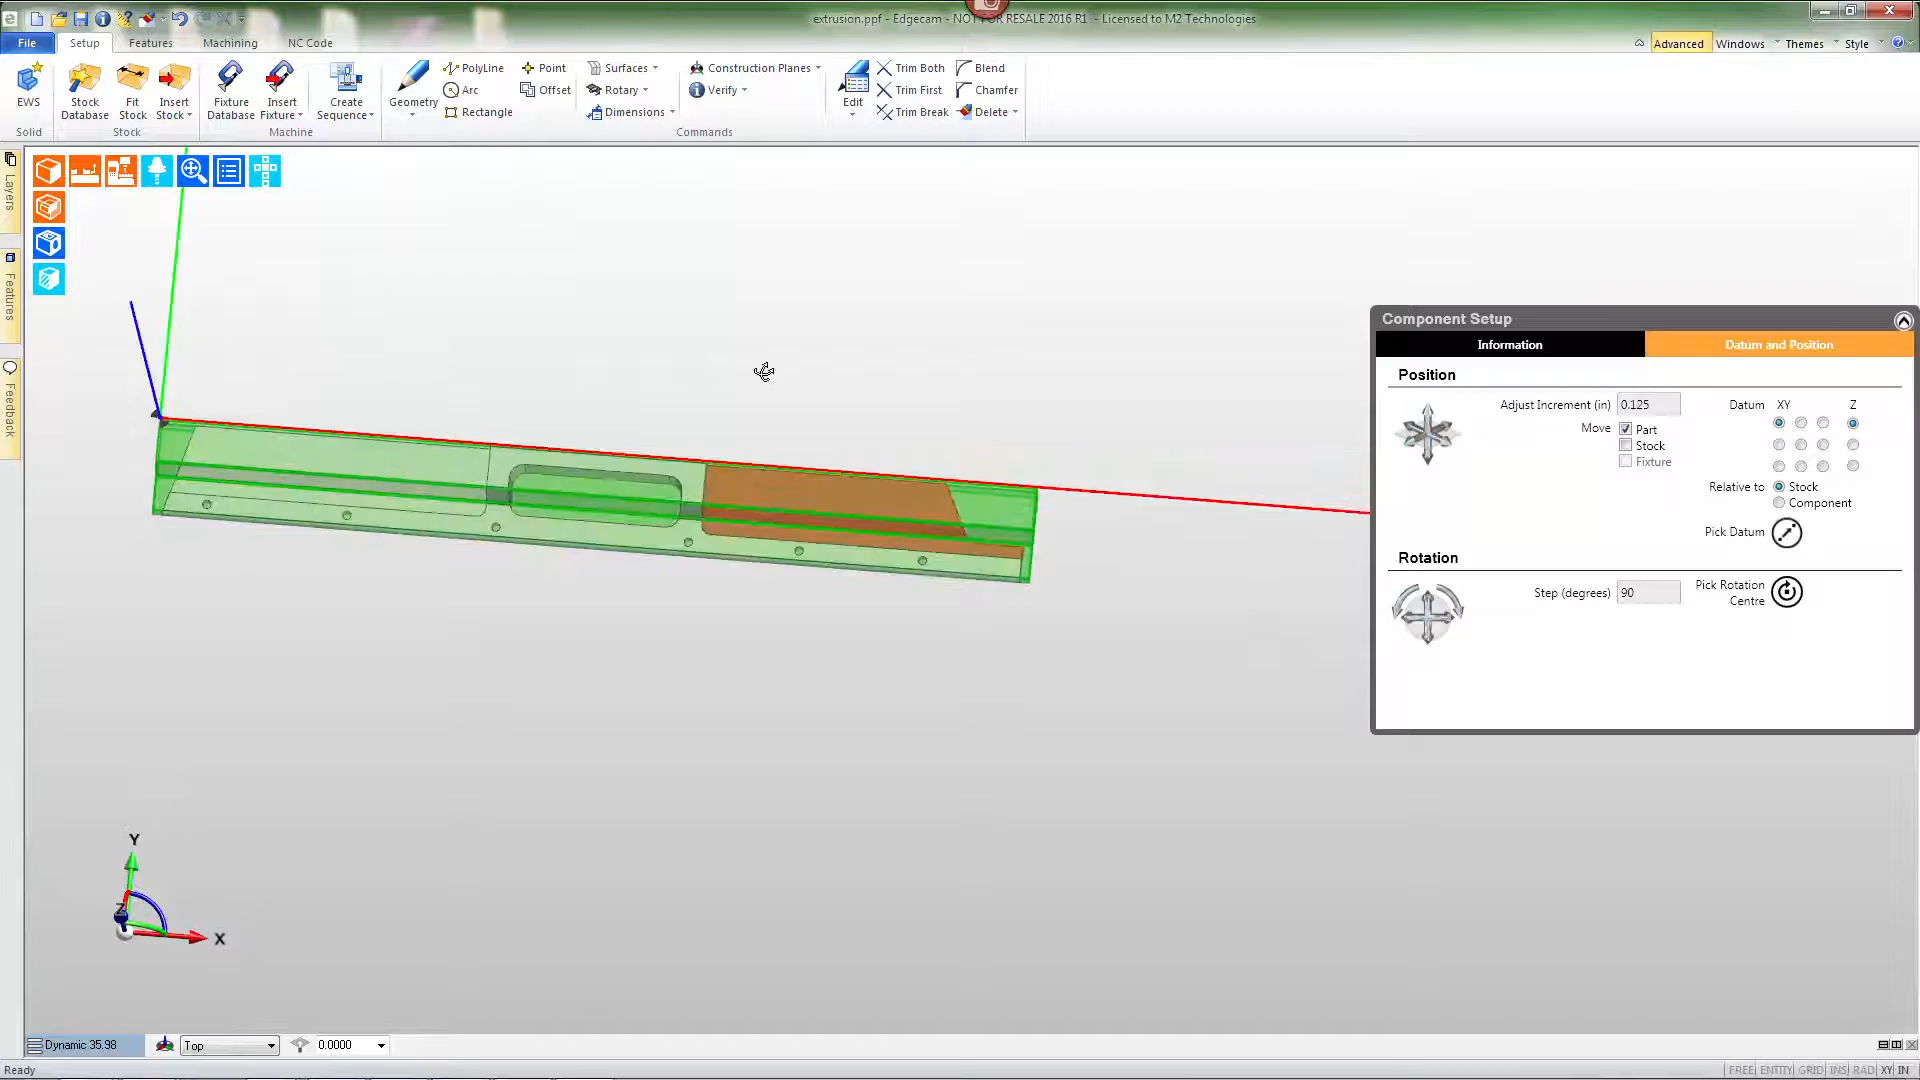 extrusion.ppf - Edgecam - NOT FOR RESALE 2016 R1 - Licensed to M2 Technologies
File Setup Features Machining NC Code Advanced Windows Themes Style
EWS
Stock Database
Fit Stock
Insert Stock
Fixture Database
Insert Fixture
Create Sequence
Geometry
PolyLine Point Surfaces Construction Planes Edit Trim Both Blend
Arc Offset Rotary Verify Trim First Chamfer
Rectangle Dimensions Trim Break Delete
Solid Stock Machine Commands
Layers
Features
Feedback
Component Setup
Information Datum and Position
Position
Adjust Increment (in) 0.125 Datum XY Z
Move Part
Stock
Fixture
Relative to Stock
Component
Pick Datum
Rotation
Step (degrees) 90 Pick Rotation
Centre
Y
Z
X
Dynamic 35.98 Top 0.0000
Ready FREE ENTITY GRID INS RAD XY IN